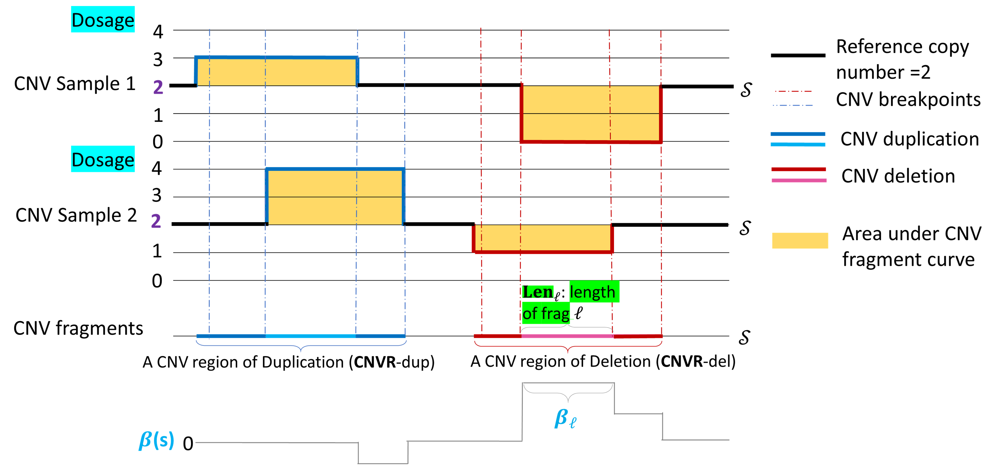 Dosage
4
3
CNV Sample 1
2
1
0
𝒮
Dosage
4
3
CNV Sample 2
2
1
0
𝒮
Len ℓ: length
of frag ℓ
CNV fragments
𝒮
A CNV region of Duplication (CNVR-dup)
A CNV region of Deletion (CNVR-del)
β ℓ
β(s) 0
Reference copy
number =2
CNV breakpoints
CNV duplication
CNV deletion
Area under CNV
fragment curve